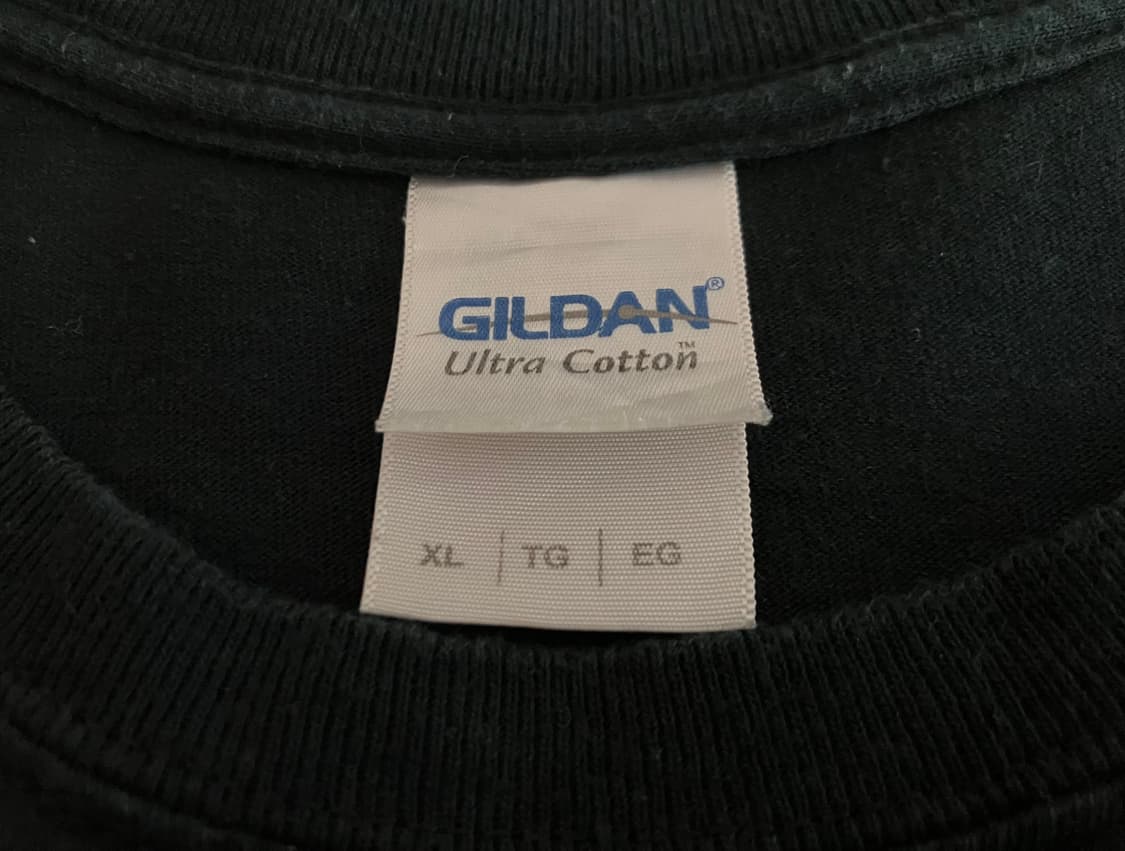 GILDAN®
Ultra Cotton™
XL | TG | EG